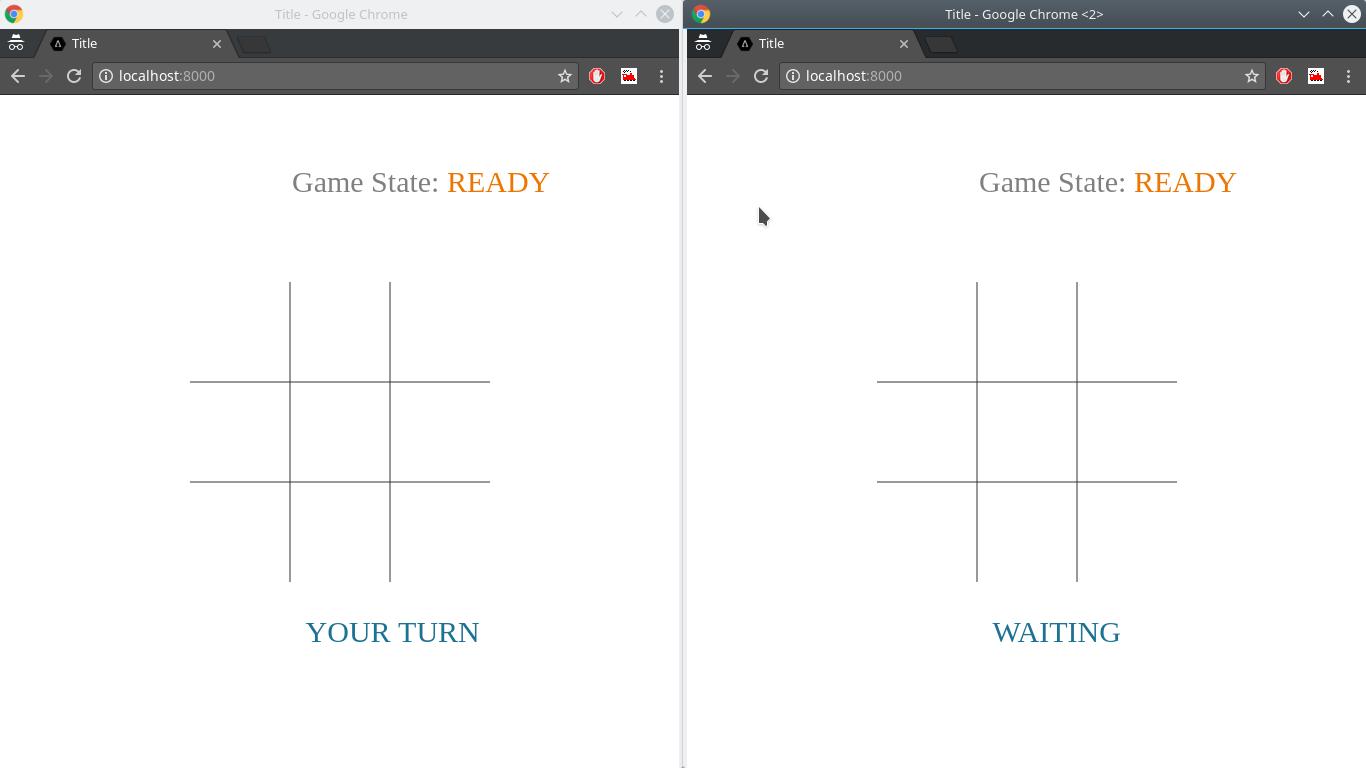 Title - Google Chrome
Title
localhost:8000
Game State: READY
YOUR TURN
Title - Google Chrome <2>
Title
localhost:8000
Game State: READY
WAITING